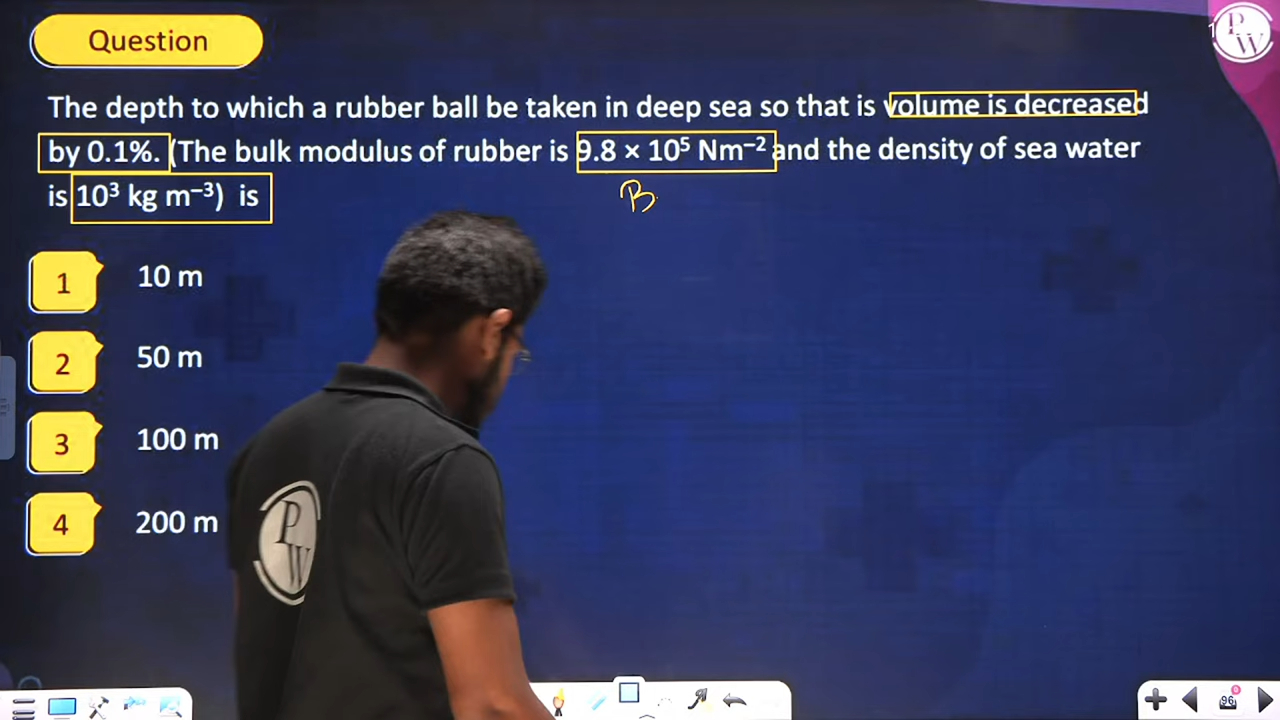 Question
The depth to which a rubber ball be taken in deep sea so that is volume is decreased
by 0.1%. (The bulk modulus of rubber is 9.8 × 10⁵ Nm⁻² and the density of sea water
is 10³ kg m⁻³) is
B
1 10 m
2 50 m
3 100 m
4 200 m
P
W
P
W
96